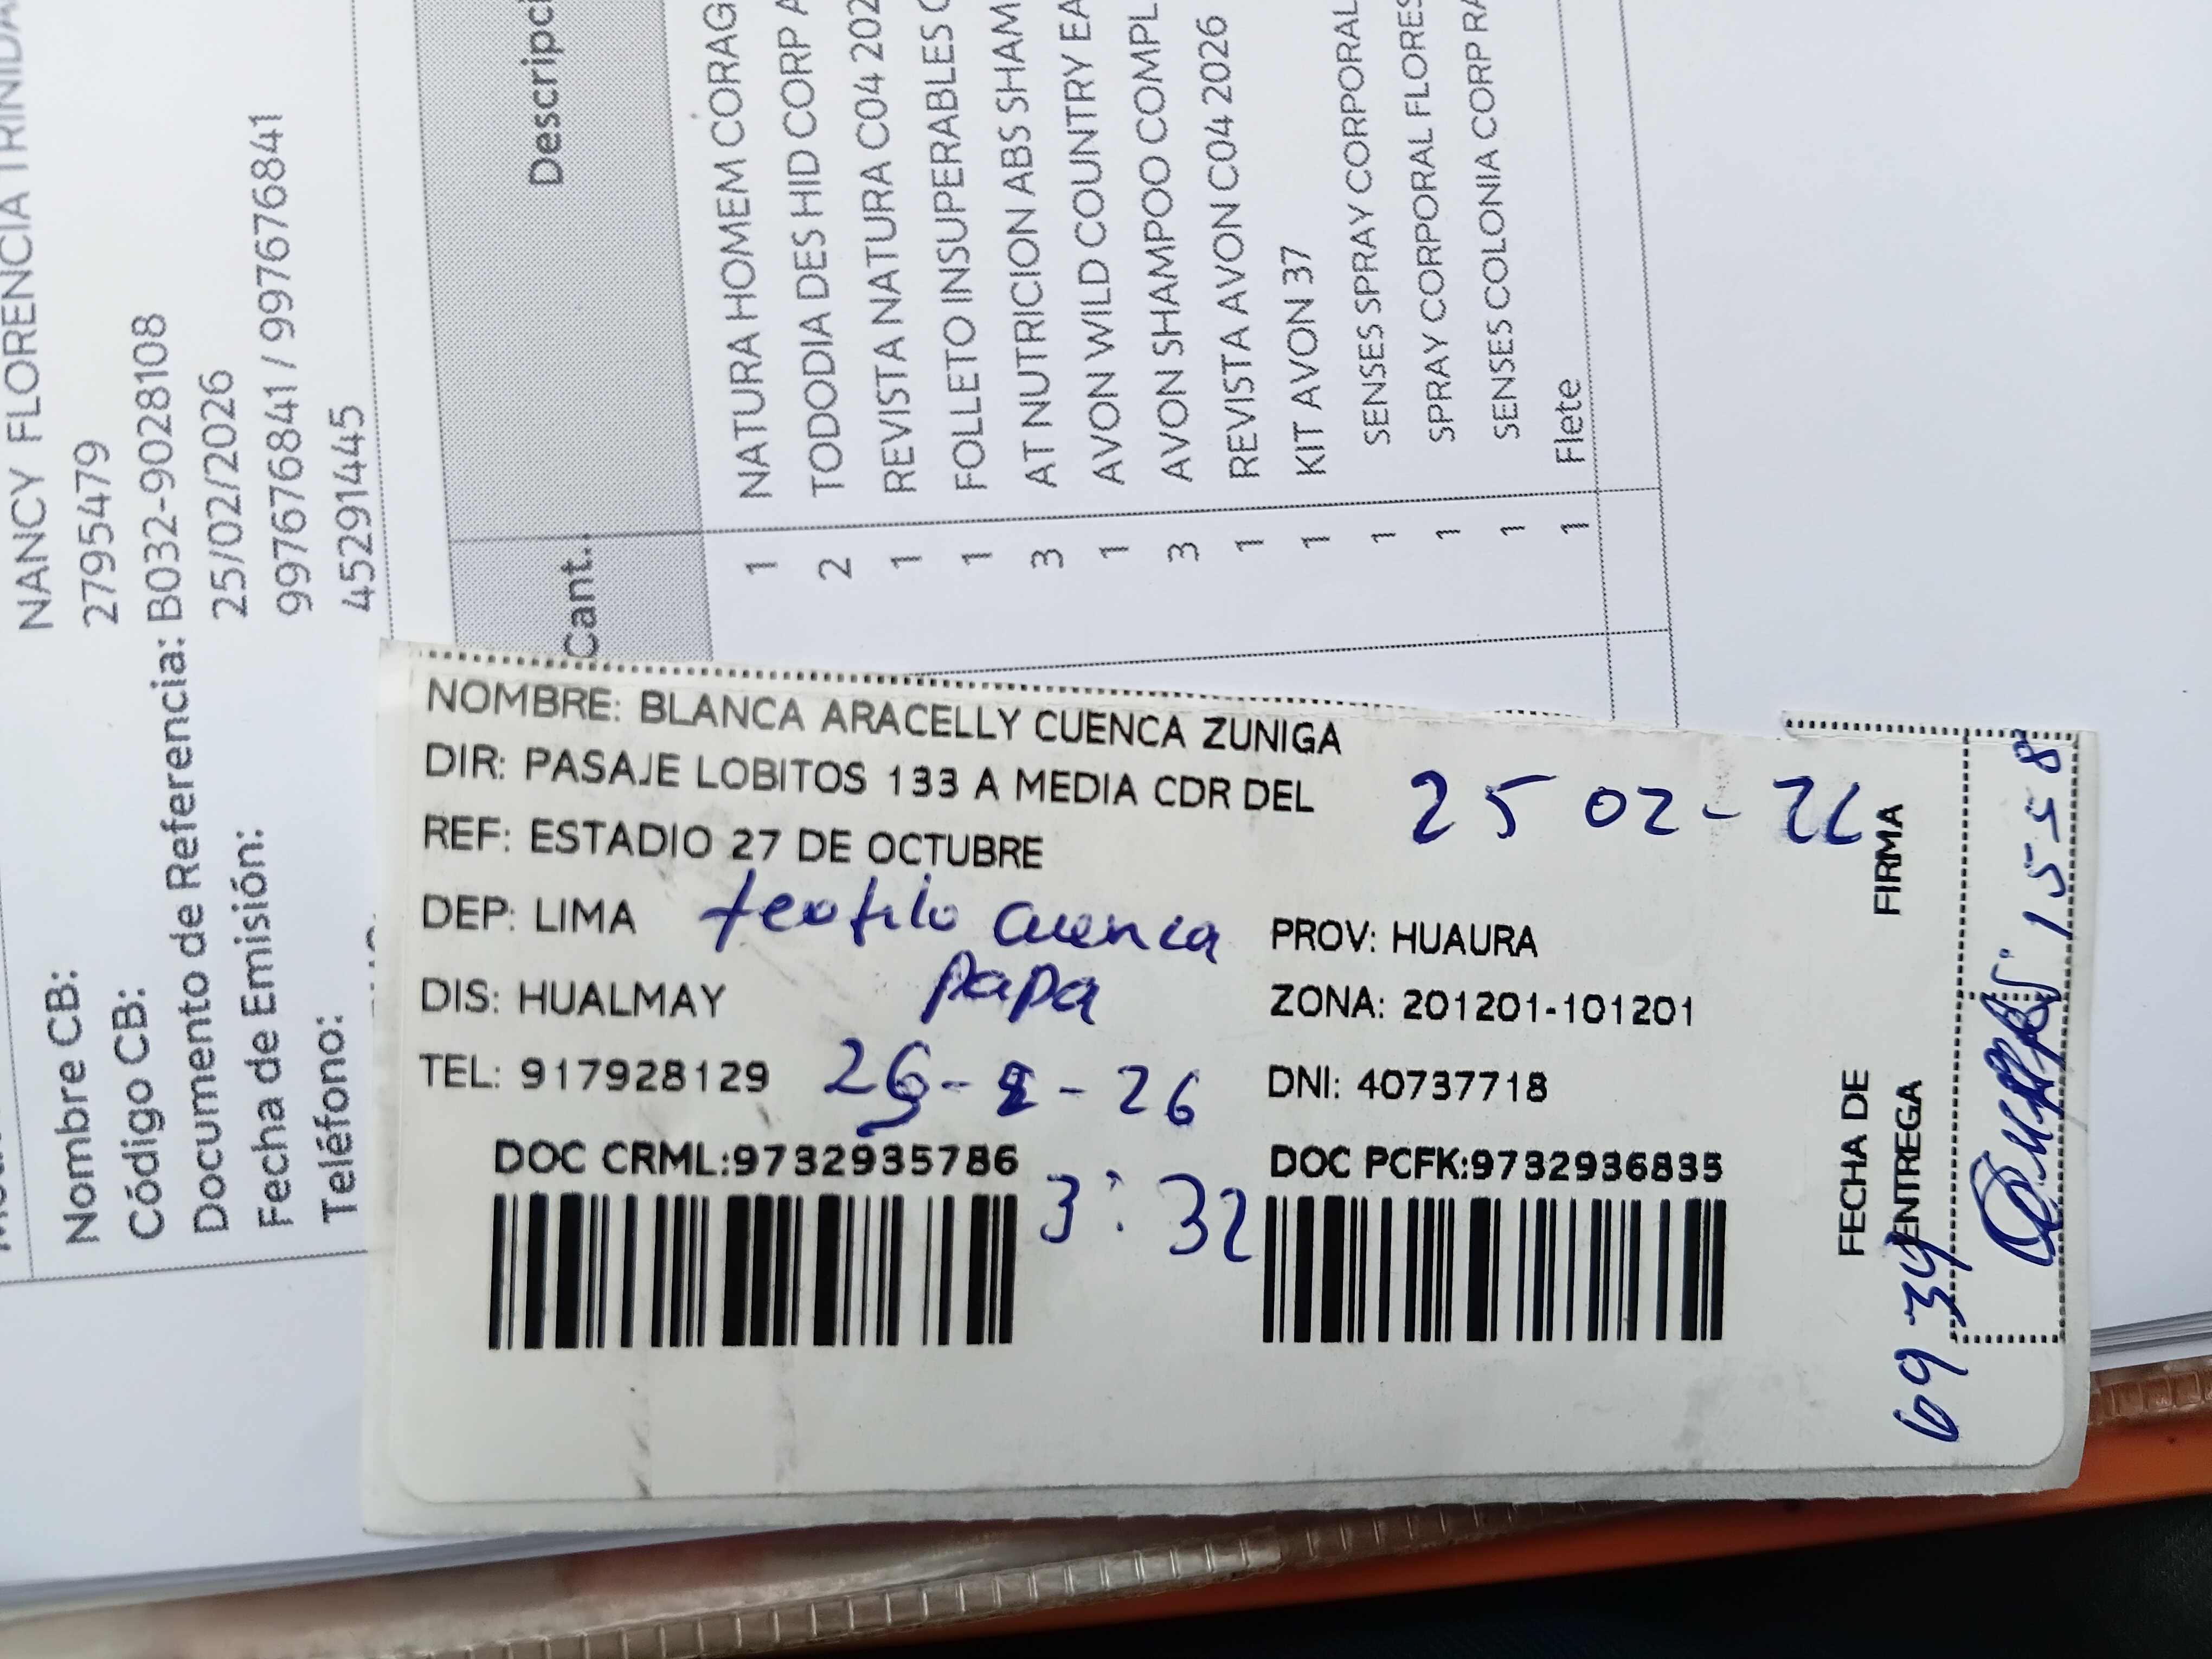 NANCY FLORENCIA TRINIDA
Nombre CB: 2795479
Código CB: B032-9028108
Documento de Referencia: 25/02/2026
Fecha de Emisión: 997676841 / 997676841
Teléfono: 45291445
Cant.. Descripci
1 NATURA HOMEM CORAG
2 TODODIA DES HID CORP A
1 REVISTA NATURA C04 202
1 FOLLETO INSUPERABLES C
3 AT NUTRICION ABS SHAM
1 AVON WILD COUNTRY EA
3 AVON SHAMPOO COMPL
1 REVISTA AVON C04 2026
1 KIT AVON 37
1 SENSES SPRAY CORPORAL
1 SPRAY CORPORAL FLORES
1 SENSES COLONIA CORP RA
1 Flete
NOMBRE: BLANCA ARACELLY CUENCA ZUNIGA
DIR: PASAJE LOBITOS 133 A MEDIA CDR DEL
25 02-26
REF: ESTADIO 27 DE OCTUBRE
DEP: LIMA teofilo cuenca PROV: HUAURA
papa
DIS: HUALMAY ZONA: 201201-101201
TEL: 917928129 DNI: 40737718
DOC CRML:9732935786 DOC PCFK:9732936835
3:32
FIRMA
FECHA DE
ENTREGA